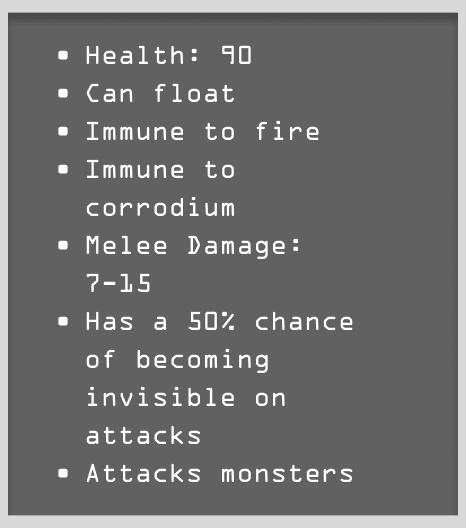 • Health: 90
• Can float
• Immune to fire
• Immune to
corrodium
• Melee Damage:
7-15
• Has a 50% chance
of becoming
invisible on
attacks
• Attacks monsters